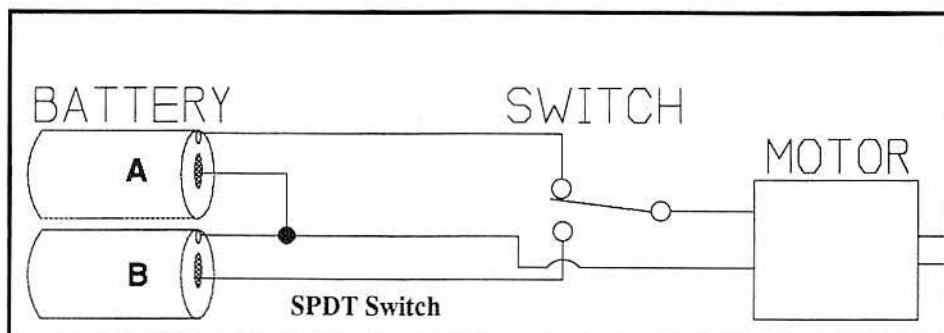 BATTERY
SWITCH
MOTOR
A
B
SPDT Switch